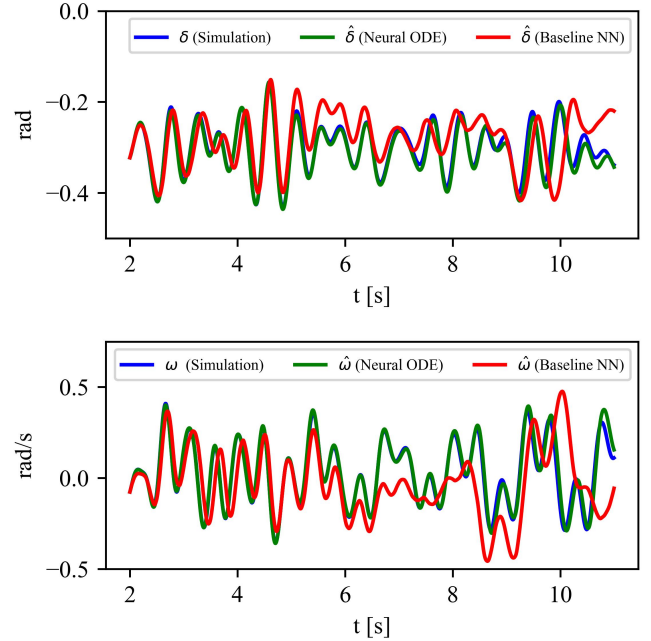 0.0
δ (Simulation) δ̂ (Neural ODE) δ̂ (Baseline NN)
−0.2
rad
−0.4
2 4 6 8 10
t [s]
ω (Simulation) ω̂ (Neural ODE) ω̂ (Baseline NN)
0.5
rad/s
0.0
−0.5
2 4 6 8 10
t [s]